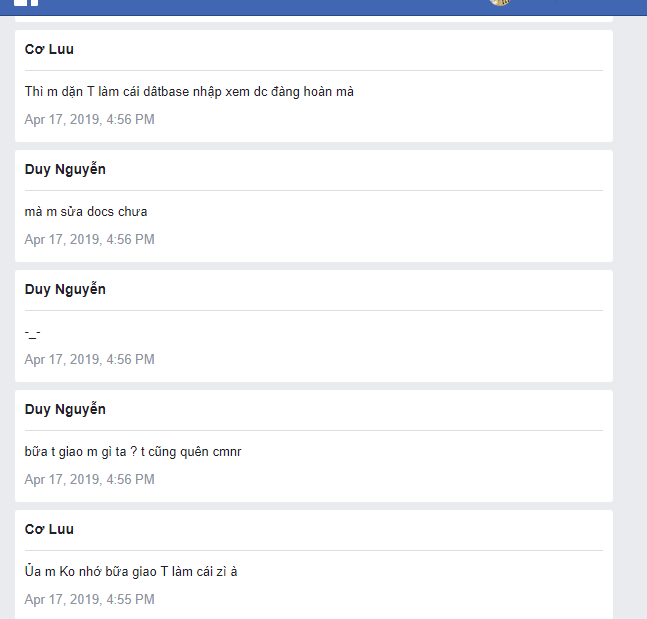 Cơ Luu
Thì m dặn T làm cái dâtbase nhập xem dc đàng hoàn mà
Apr 17, 2019, 4:56 PM
Duy Nguyễn
mà m sửa docs chưa
Apr 17, 2019, 4:56 PM
Duy Nguyễn
-_-
Apr 17, 2019, 4:56 PM
Duy Nguyễn
bữa t giao m gì ta ? t cũng quên cmnr
Apr 17, 2019, 4:56 PM
Cơ Luu
Ủa m Ko nhớ bữa giao T làm cái zì à
Apr 17, 2019, 4:55 PM